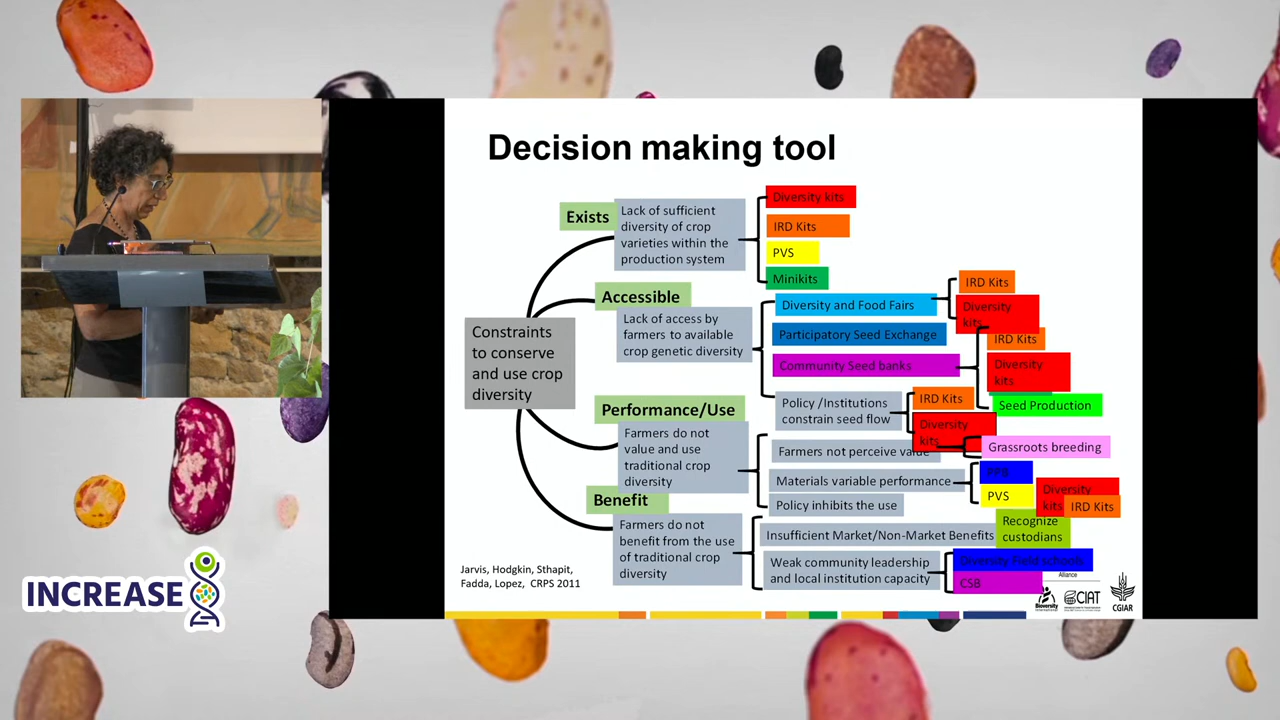 Decision making tool
Exists
Lack of sufficient
diversity of crop
varieties within the
production system
Diversity kits
IRD Kits
PVS
Minikits
Accessible
Lack of access by
farmers to available
crop genetic diversity
Diversity and Food Fairs
IRD Kits
Diversity
kits
Participatory Seed Exchange
Community Seed banks
IRD Kits
Diversity
kits
Seed Production
Policy /Institutions
constrain seed flow
IRD Kits
Diversity
kits
Constraints
to conserve
and use crop
diversity
Performance/Use
Farmers do not
value and use
traditional crop
diversity
Farmers not perceive value
Grassroots breeding
Materials variable performance
PVS
Diversity
kits
IRD Kits
Policy inhibits the use
Benefit
Farmers do not
benefit from the use
of traditional crop
diversity
Insufficient Market/Non-Market Benefits
Recognize
custodians
Weak community leadership
and local institution capacity
Diversity Field schools
CSB
Jarvis, Hodgkin, Sthapit,
Fadda, Lopez, CRPS 2011
Alliance
Bioversity
CIAT
CGIAR
INCREASE